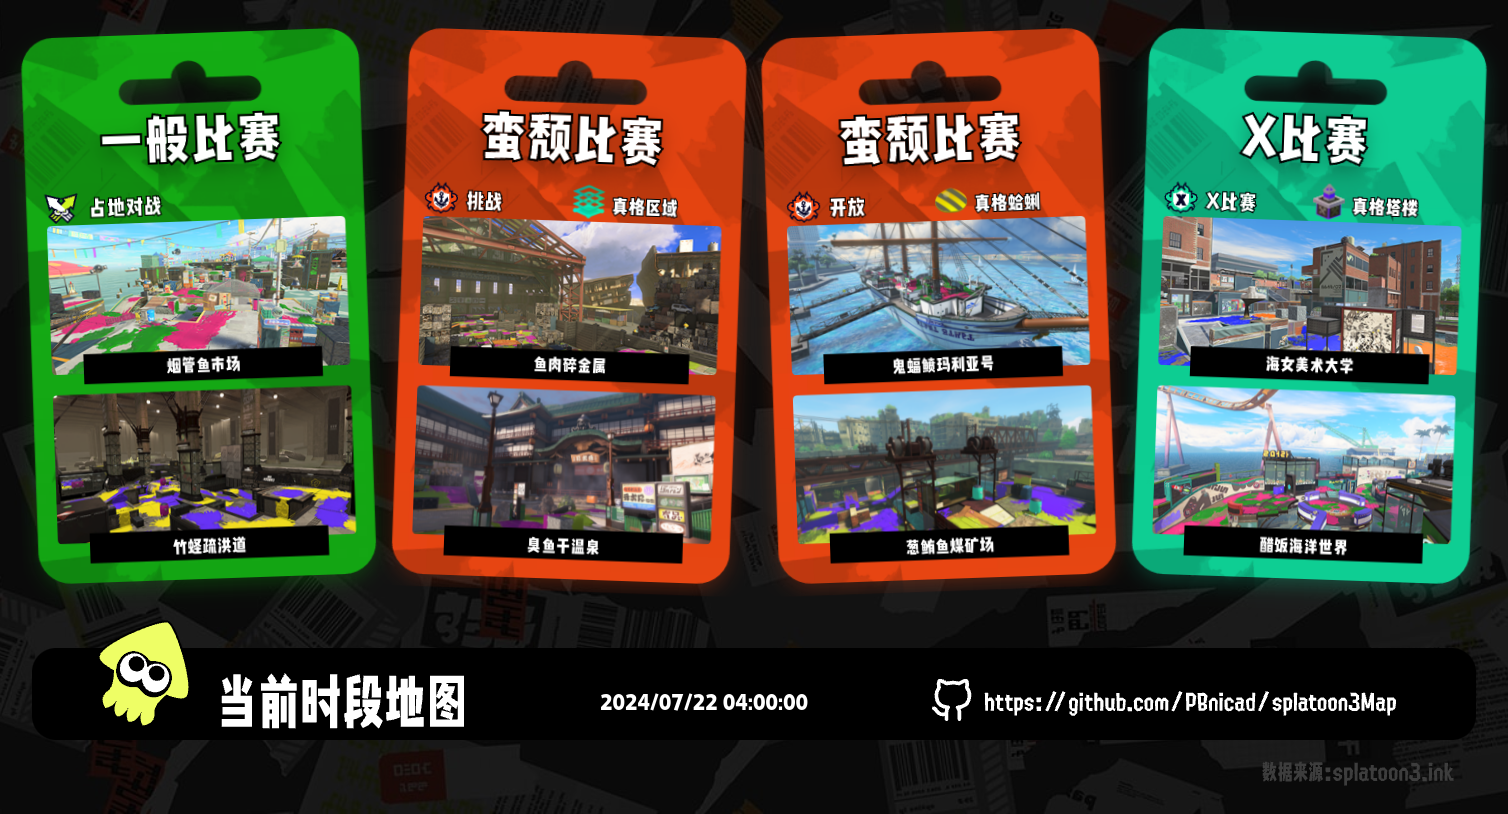 一般比赛
占地对战
烟管鱼市场
竹蛏疏洪道
蛮颓比赛
挑战
真格区域
鱼肉碎金属
臭鱼干温泉
蛮颓比赛
开放
真格蛤蜊
鬼蝠鲼玛利亚号
葱鲔鱼煤矿场
X比赛
X比赛
真格塔楼
海女美术大学
醋饭海洋世界
当前时段地图
2024/07/22 04:00:00
https://github.com/PBnicad/splatoon3Map
数据来源:splatoon3.ink